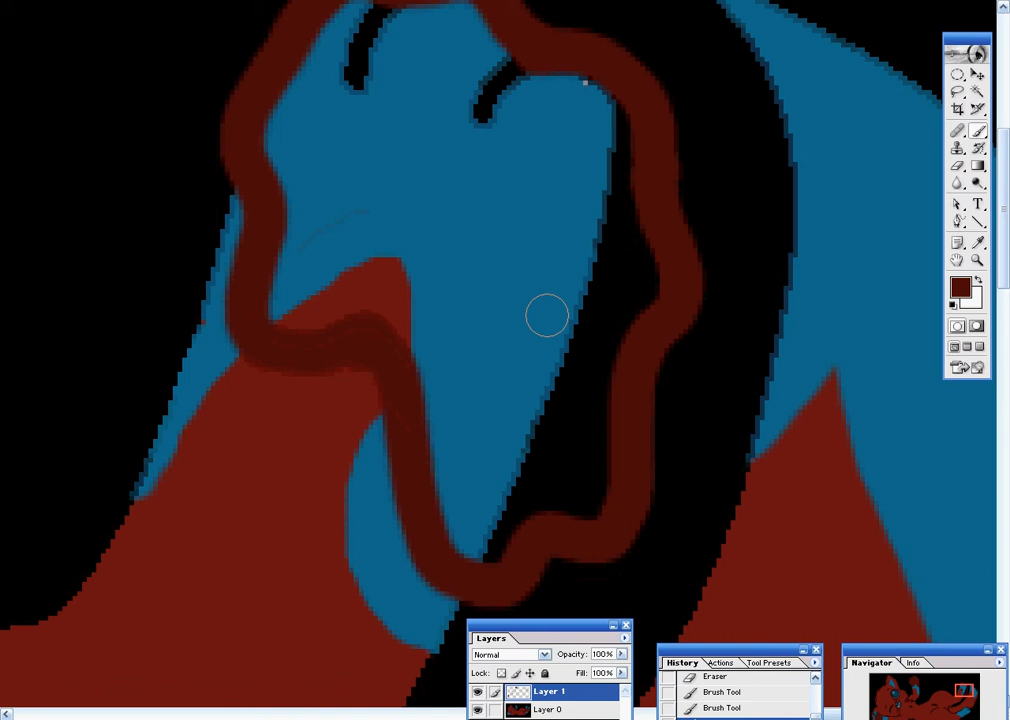 Layers
Normal
Opacity: 100%
Lock:
Fill: 100%
Layer 1
Layer 0
History
Actions
Tool Presets
Eraser
Brush Tool
Brush Tool
Navigator
Info